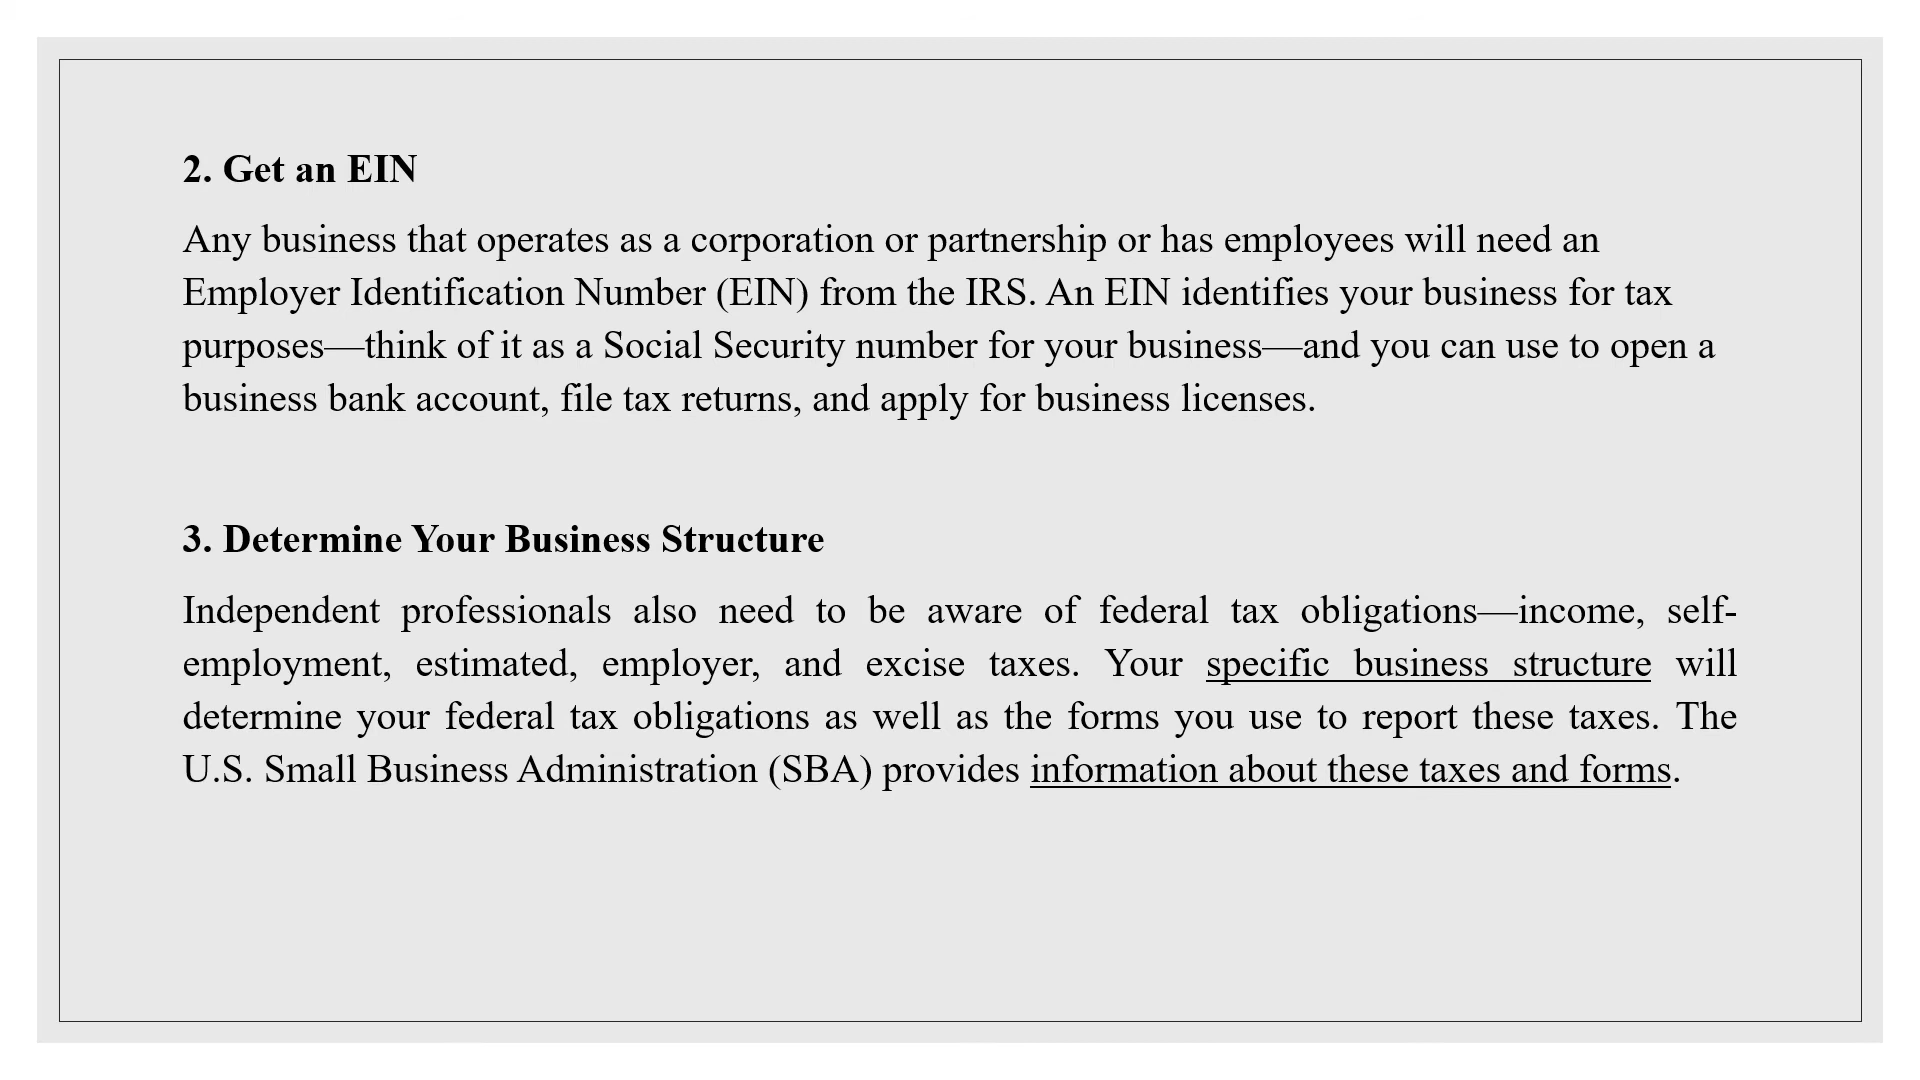 2. Get an EIN
Any business that operates as a corporation or partnership or has employees will need an
Employer Identification Number (EIN) from the IRS. An EIN identifies your business for tax
purposes—think of it as a Social Security number for your business—and you can use to open a
business bank account, file tax returns, and apply for business licenses.
3. Determine Your Business Structure
Independent professionals also need to be aware of federal tax obligations—income, self-
employment, estimated, employer, and excise taxes. Your specific business structure will
determine your federal tax obligations as well as the forms you use to report these taxes. The
U.S. Small Business Administration (SBA) provides information about these taxes and forms.